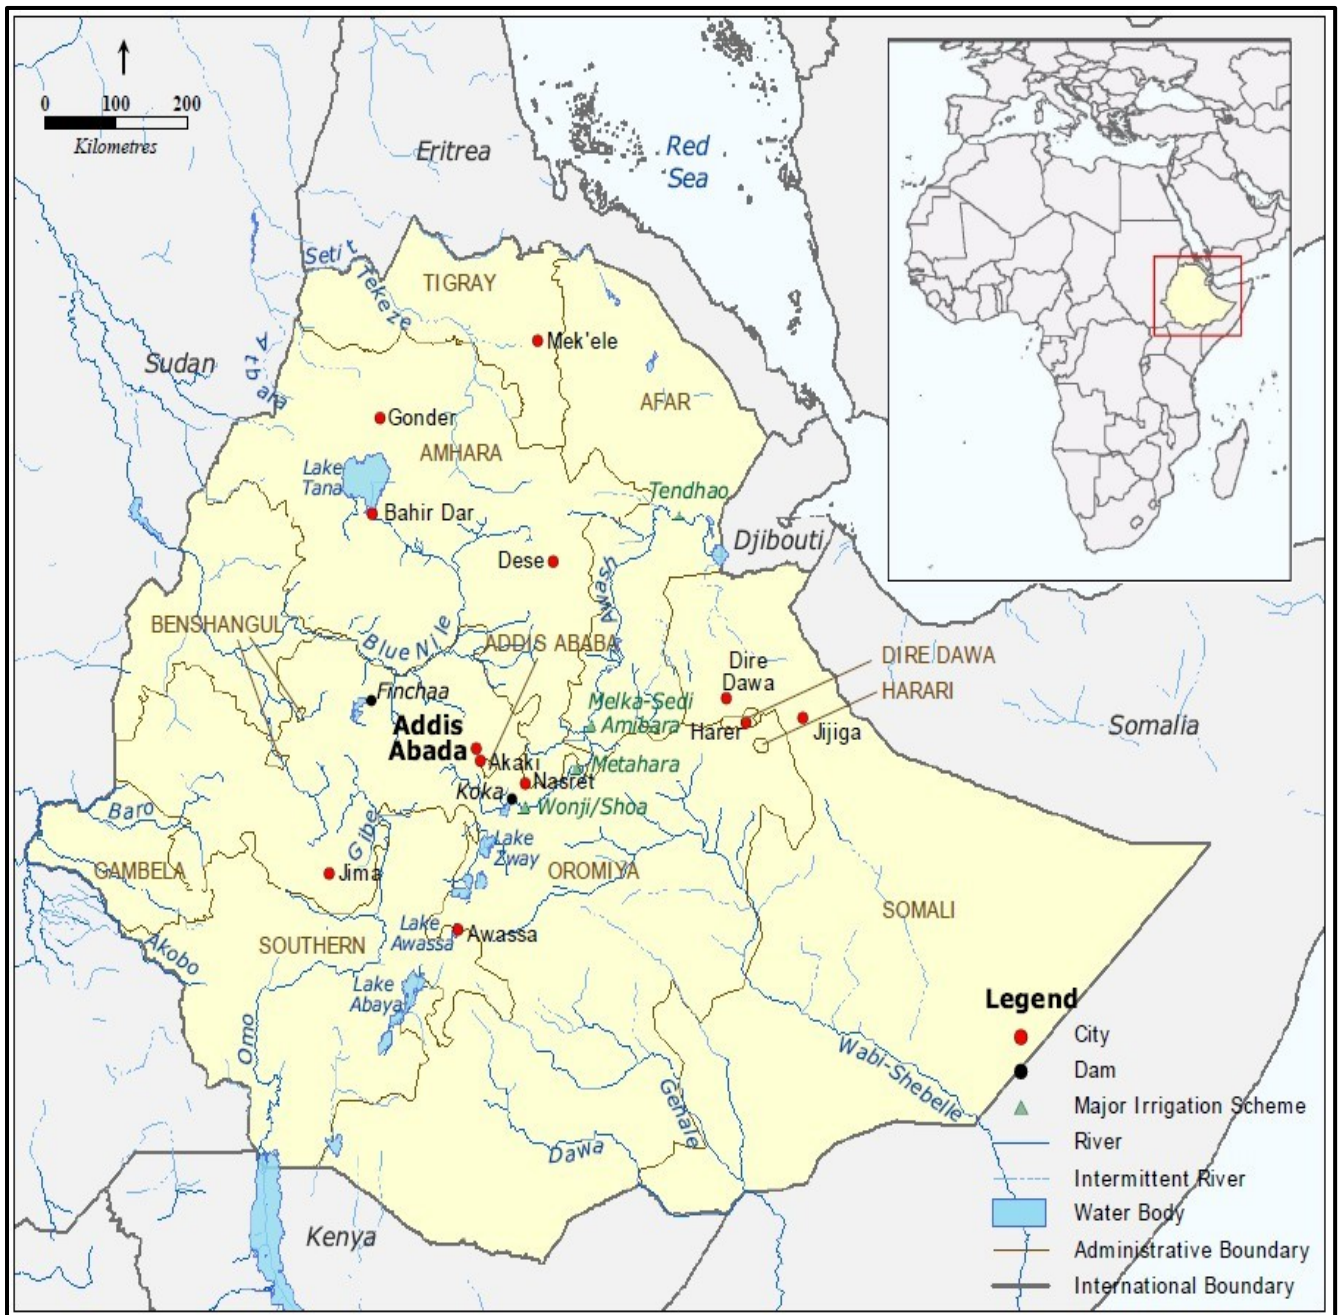 0 100 200
Kilometres
Eritrea
Red
Sea
Seti t
Tekeze
TIGRAY
Mek'ele
Sudan
Atbara
AFAR
Gonder
AMHARA
Lake
Tana
Tendhao
Bahir Dar
Djibouti
Dese
Awash
BENSHANGUL
Blue Nile
ADDIS ABABA
DIRE DAWA
Dire
Dawa
HARARI
Finchaa
Melka-Sedi
Amibara
Addis
Abada
Harer
Jijiga
Somalia
Akaki
Metahara
Nasret
Koka
Wonji/Shoa
Baro
Gibe
Lake
Zway
GAMBELA
Jima
OROMIYA
SOMALI
Lake
Awassa
Awassa
SOUTHERN
Akobo
Lake
Abaya
Omo
Wabi-Shebelle
Genale
Dawa
Kenya
Legend
City
Dam
Major Irrigation Scheme
River
Intermittent River
Water Body
Administrative Boundary
International Boundary